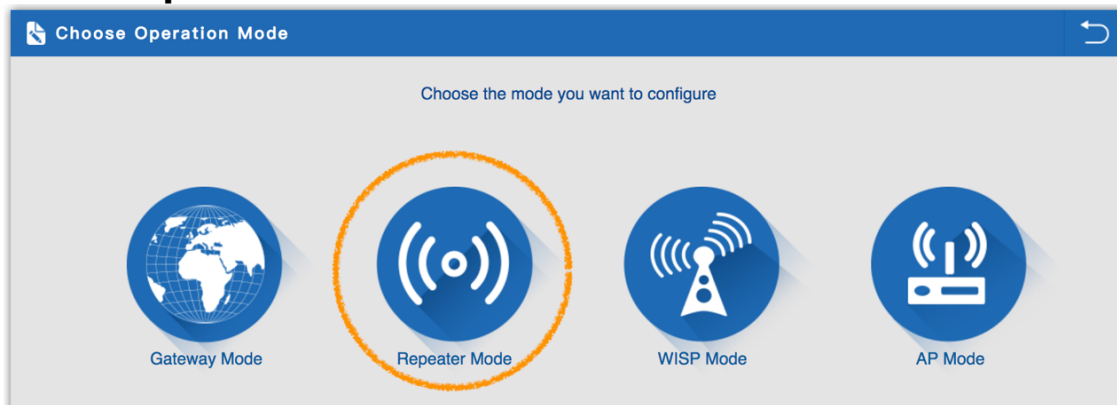 Choose Operation Mode
Choose the mode you want to configure
Gateway Mode
Repeater Mode
WISP Mode
AP Mode